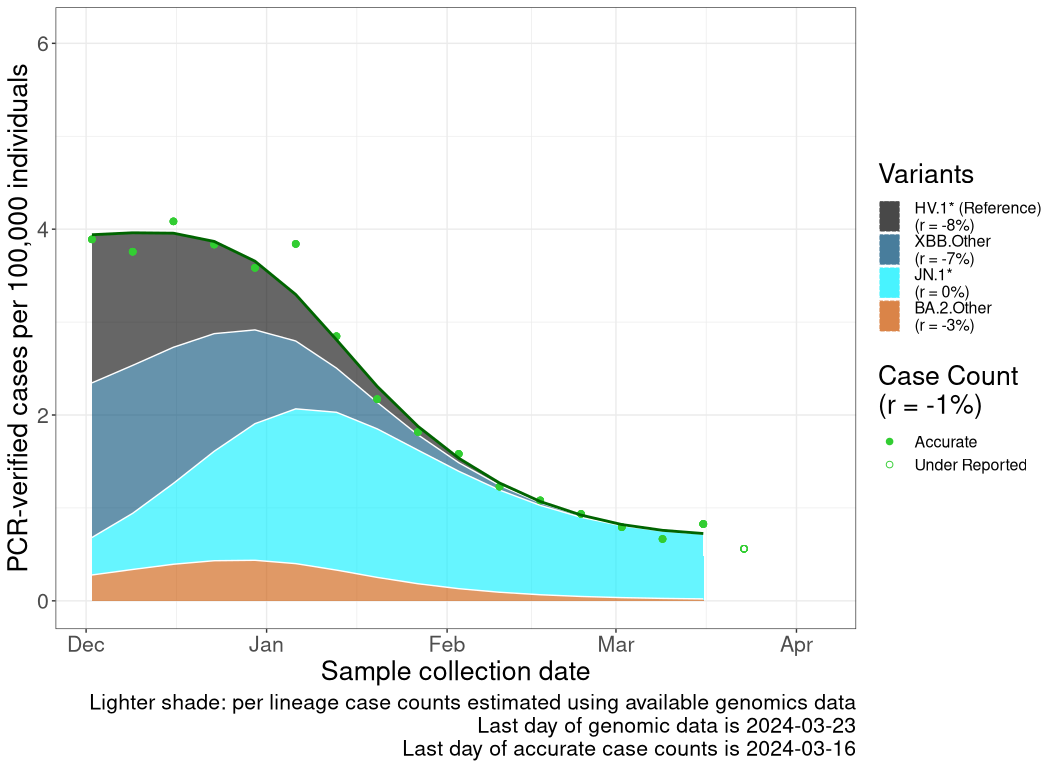 PCR-verified cases per 100,000 individuals
6
4
2
0
Dec
Jan
Feb
Mar
Apr
Sample collection date
Lighter shade: per lineage case counts estimated using available genomics data
Last day of genomic data is 2024-03-23
Last day of accurate case counts is 2024-03-16
Variants
HV.1* (Reference)
(r = -8%)
XBB.Other
(r = -7%)
JN.1*
(r = 0%)
BA.2.Other
(r = -3%)
Case Count
(r = -1%)
Accurate
Under Reported